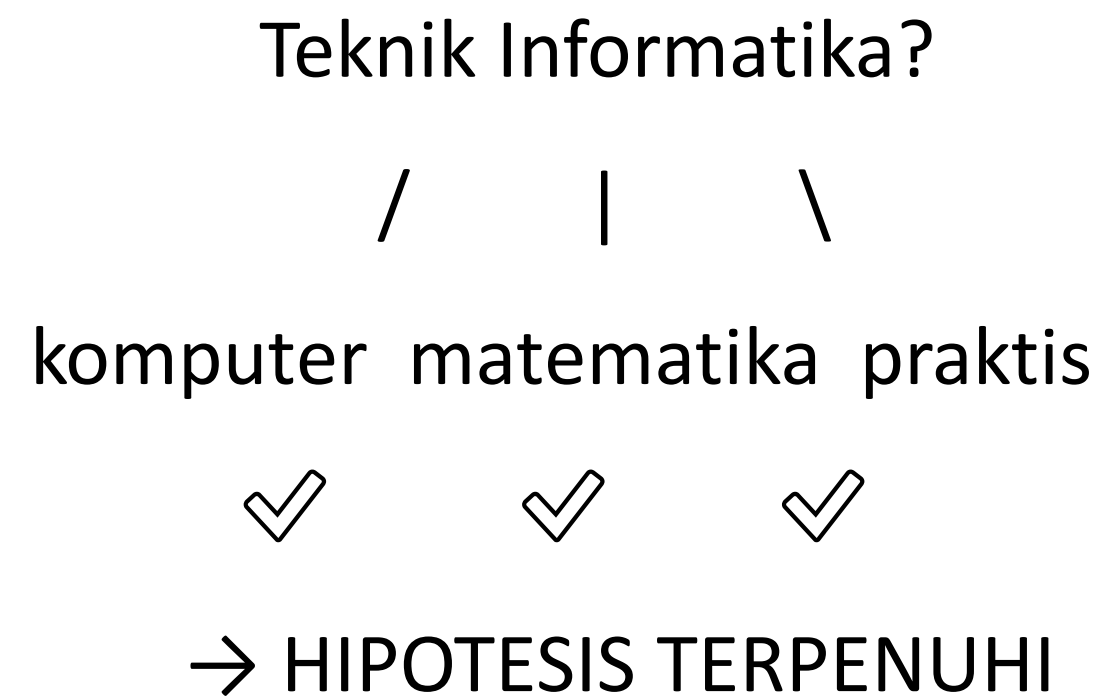 Teknik Informatika?
/ | \
komputer matematika praktis
✓ ✓ ✓
→ HIPOTESIS TERPENUHI